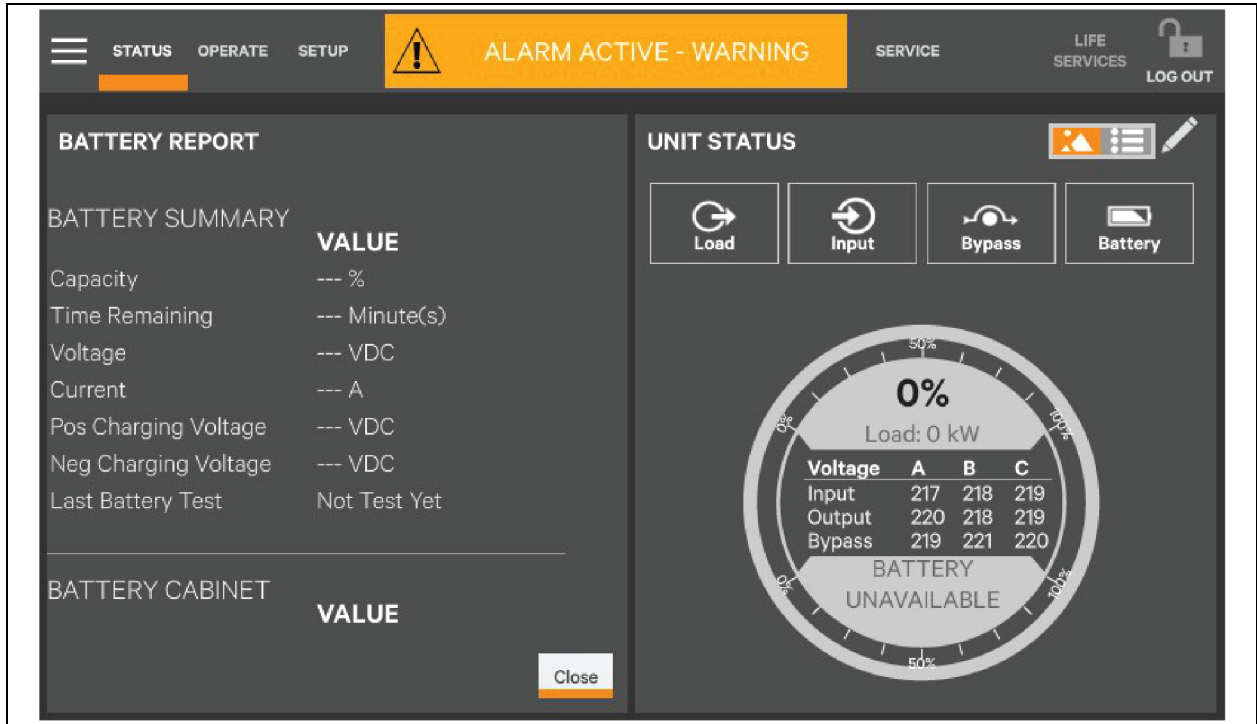 STATUS OPERATE SETUP ALARM ACTIVE - WARNING SERVICE LIFE SERVICES LOG OUT
BATTERY REPORT
BATTERY SUMMARY
VALUE
Capacity --- %
Time Remaining --- Minute(s)
Voltage --- VDC
Current --- A
Pos Charging Voltage --- VDC
Neg Charging Voltage --- VDC
Last Battery Test Not Test Yet
BATTERY CABINET
VALUE
Close
UNIT STATUS
Load Input Bypass Battery
50%
0%
0% 100%
Load: 0 kW
Voltage A B C
Input 217 218 219
Output 220 218 219
Bypass 219 221 220
BATTERY
0% 100%
UNAVAILABLE
50%